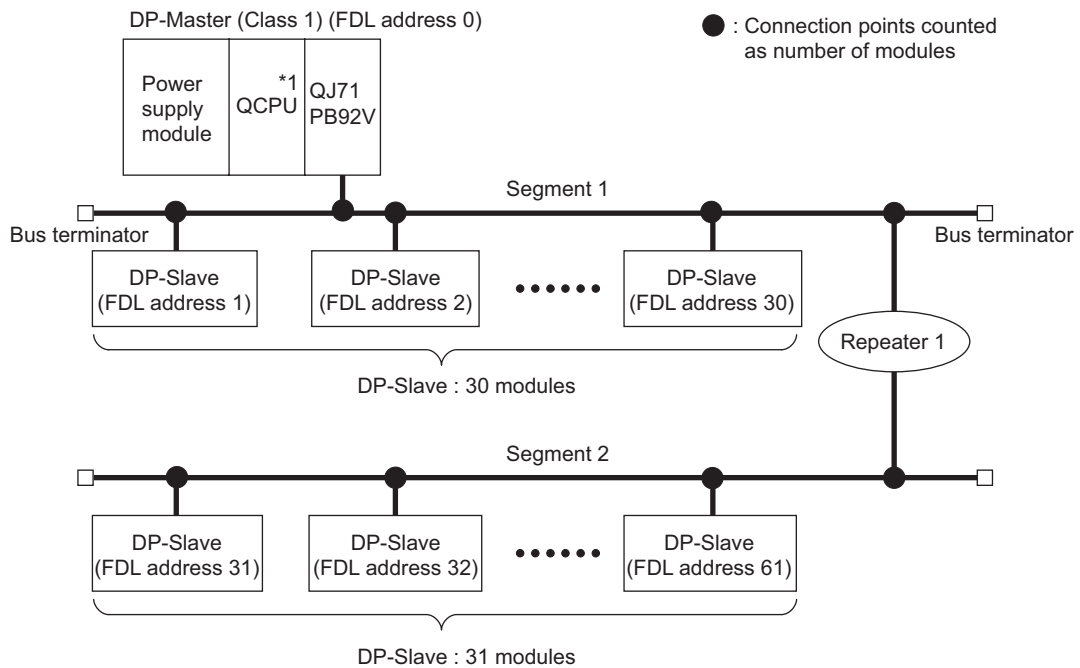 DP-Master (Class 1) (FDL address 0)
: Connection points counted
as number of modules
Power
supply
module
*1
QCPU
QJ71
PB92V
Segment 1
Bus terminator
Bus terminator
DP-Slave
(FDL address 1)
DP-Slave
(FDL address 2)
DP-Slave
(FDL address 30)
Repeater 1
DP-Slave : 30 modules
Segment 2
DP-Slave
(FDL address 31)
DP-Slave
(FDL address 32)
DP-Slave
(FDL address 61)
DP-Slave : 31 modules